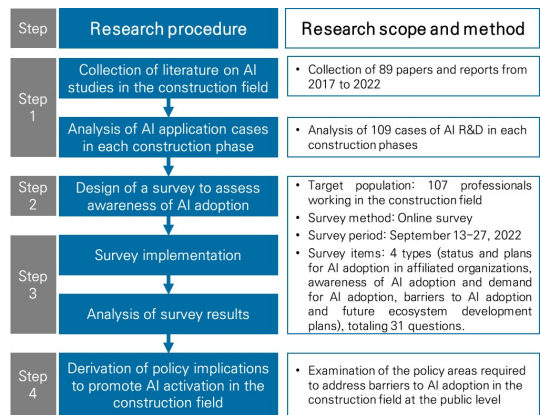 Step
Research procedure
Research scope and method
Step
1
Collection of literature on AI
studies in the construction field
• Collection of 89 papers and reports from
2017 to 2022
Analysis of AI application cases
in each construction phase
• Analysis of 109 cases of AI R&D in each
construction phases
Step
2
Design of a survey to assess
awareness of AI adoption
• Target population: 107 professionals
working in the construction field
• Survey method: Online survey
• Survey period: September 13-27, 2022
• Survey items: 4 types (status and plans
for AI adoption in affiliated organizations,
awareness of AI adoption and demand
for AI adoption, barriers to AI adoption
and future ecosystem development
plans), totaling 31 questions.
Step
3
Survey implementation
Analysis of survey results
Step
4
Derivation of policy implications
to promote AI activation in the
construction field
• Examination of the policy areas required
to address barriers to AI adoption in the
construction field at the public level